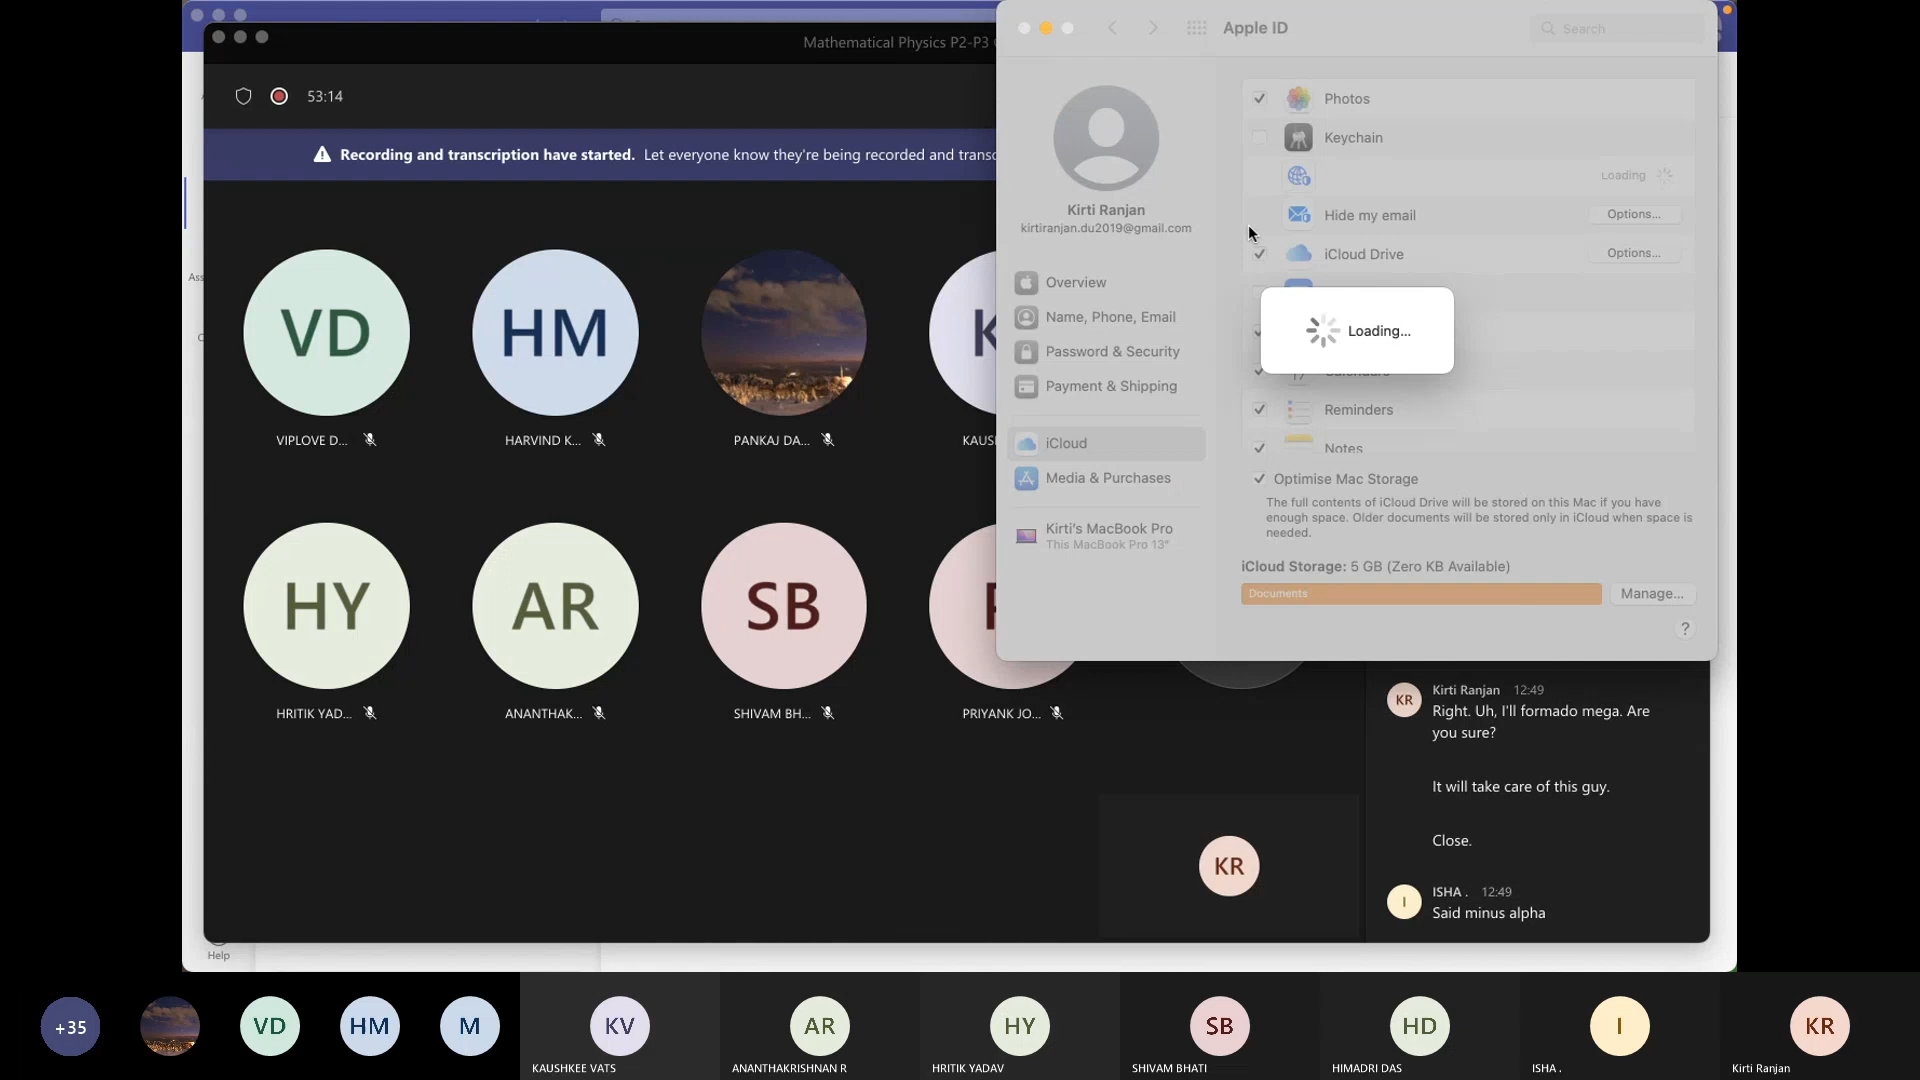 Mathematical Physics P2-P3
53:14
Recording and transcription have started. Let everyone know they're being recorded and transc
VD
HM
VIPLOVE D...
HARVIND K...
PANKAJ DA...
KAUSH
HY
AR
SB
HRITIK YAD...
ANANTHAK...
SHIVAM BH...
PRIYANK JO...
KR
Ass
Help
Apple ID
Search
Kirti Ranjan
kirtiranjan.du2019@gmail.com
Overview
Name, Phone, Email
Password & Security
Payment & Shipping
iCloud
Media & Purchases
Kirti's MacBook Pro
This MacBook Pro 13"
Photos
Keychain
Loading
Hide my email
Options...
iCloud Drive
Options...
Loading...
Calendars
Reminders
Notes
Optimise Mac Storage
The full contents of iCloud Drive will be stored on this Mac if you have
enough space. Older documents will be stored only in iCloud when space is
needed.
iCloud Storage: 5 GB (Zero KB Available)
Documents
Manage...
?
KR
Kirti Ranjan 12:49
Right. Uh, I'll formado mega. Are
you sure?
It will take care of this guy.
Close.
I
ISHA . 12:49
Said minus alpha
+35
VD
HM
M
KV
KAUSHKEE VATS
AR
ANANTHAKRISHNAN R
HY
HRITIK YADAV
SB
SHIVAM BHATI
HD
HIMADRI DAS
I
ISHA .
KR
Kirti Ranjan